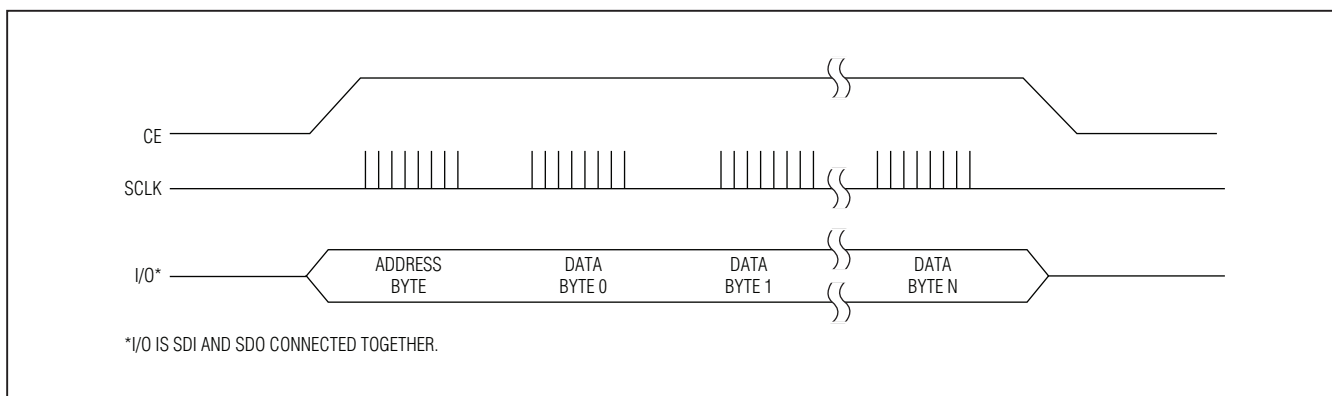 CE
SCLK
I/O*
ADDRESS
BYTE
DATA
BYTE 0
DATA
BYTE 1
DATA
BYTE N
*I/O IS SDI AND SDO CONNECTED TOGETHER.